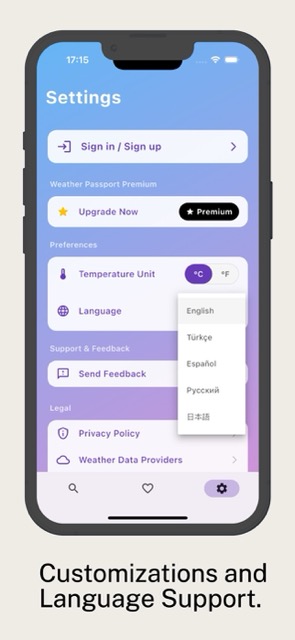 17:15
Settings
Sign in / Sign up
Weather Passport Premium
Upgrade Now
Premium
Preferences
Temperature Unit
°C
°F
Language
English
Türkçe
Español
Русский
日本語
Support & Feedback
Send Feedback
Legal
Privacy Policy
Weather Data Providers
Customizations and
Language Support.